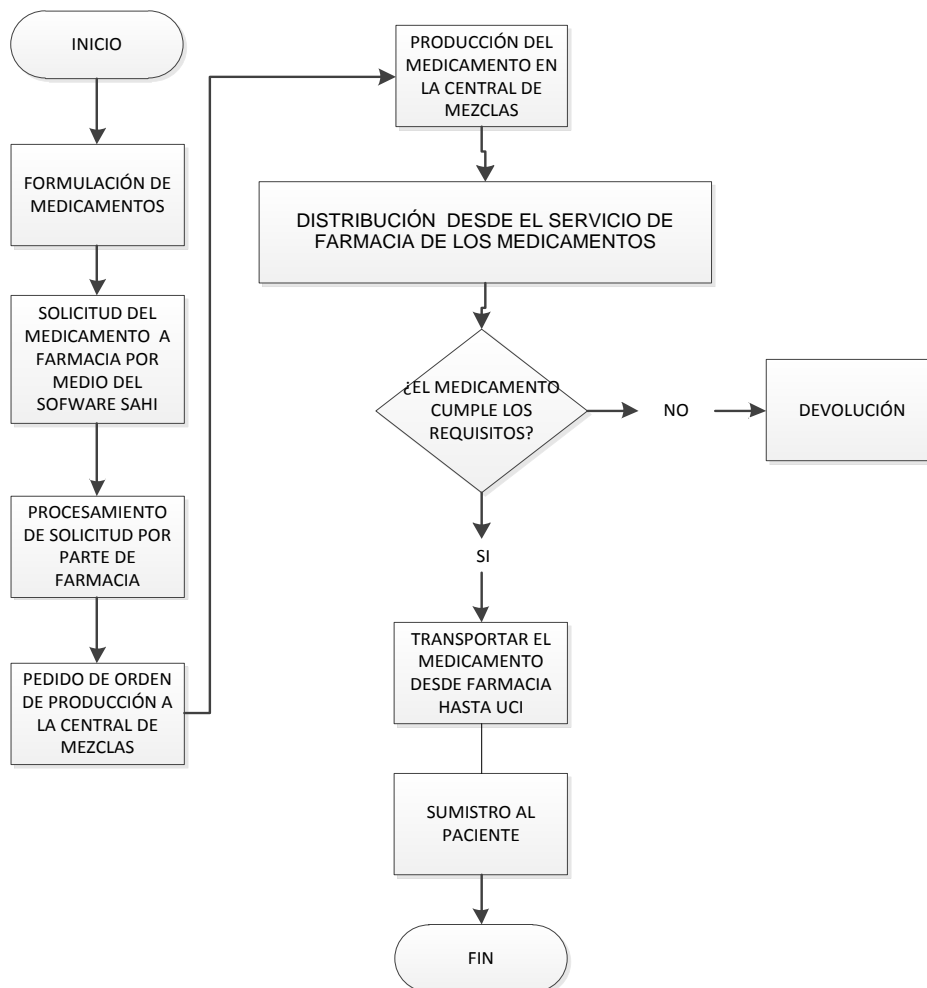 INICIO
FORMULACIÓN DE
MEDICAMENTOS
SOLICITUD DEL
MEDICAMENTO A
FARMACIA POR
MEDIO DEL
SOFWARE SAHI
PROCESAMIENTO
DE SOLICITUD POR
PARTE DE
FARMACIA
PEDIDO DE ORDEN
DE PRODUCCIÓN A
LA CENTRAL DE
MEZCLAS
PRODUCCIÓN DEL
MEDICAMENTO EN
LA CENTRAL DE
MEZCLAS
DISTRIBUCIÓN DESDE EL SERVICIO DE
FARMACIA DE LOS MEDICAMENTOS
¿EL MEDICAMENTO
CUMPLE LOS
REQUISITOS?
NO
DEVOLUCIÓN
SI
TRANSPORTAR EL
MEDICAMENTO
DESDE FARMACIA
HASTA UCI
SUMISTRO AL
PACIENTE
FIN